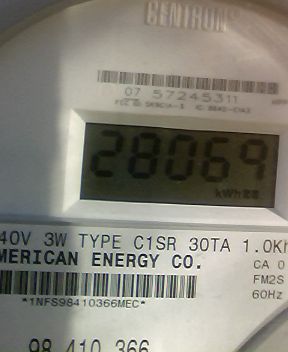 CENTRON
07 57245311
28069
kWh
40V 3W TYPE C1SR 30TA 1.0Kh
MERICAN ENERGY CO.
CA 0
FM2S
60Hz
*1NFS98410366MEC*
98 410 366